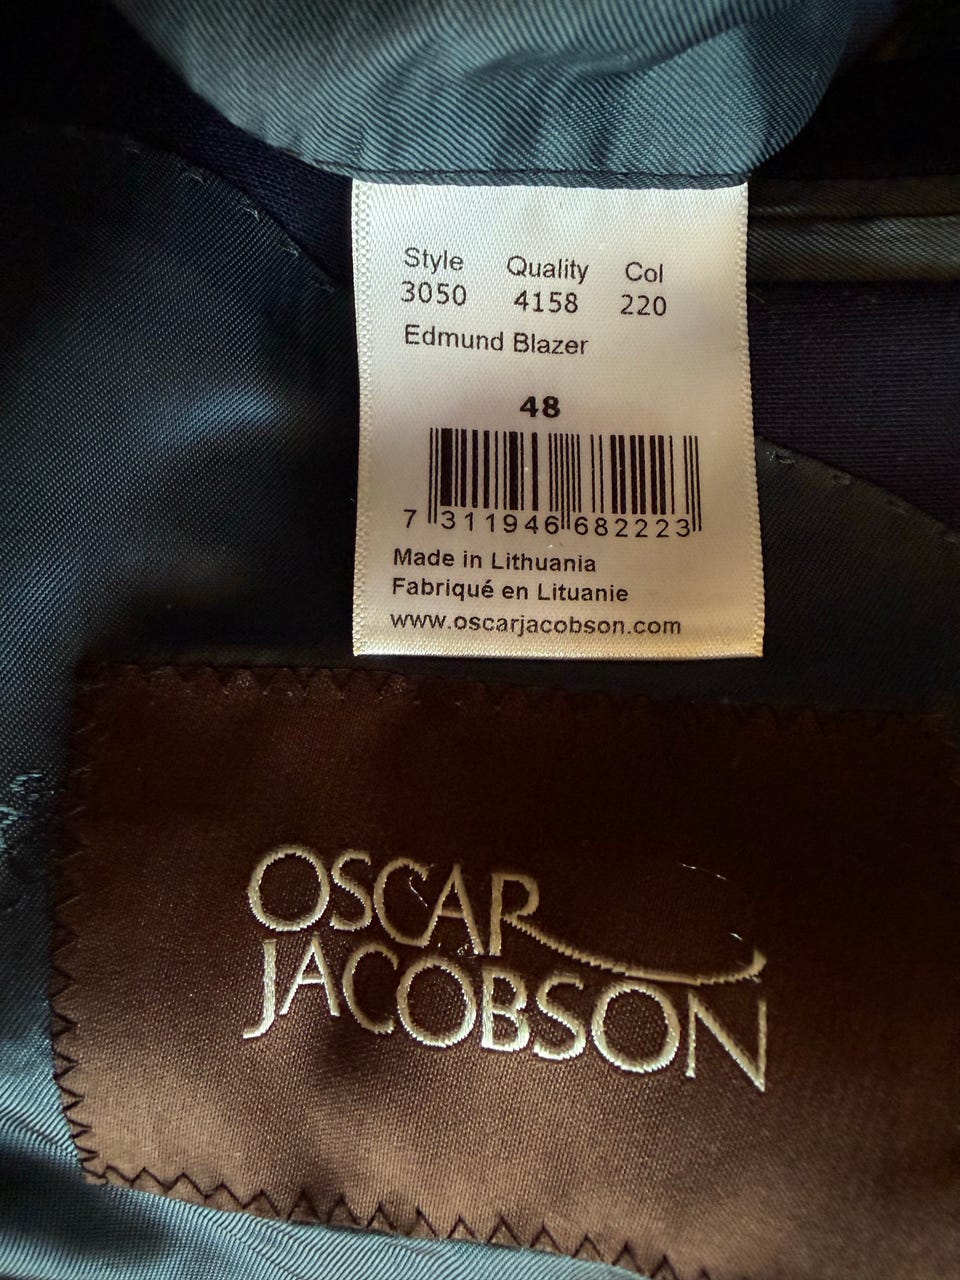 Style Quality Col
3050 4158 220
Edmund Blazer
48
7 311946 682223
Made in Lithuania
Fabriqué en Lituanie
www.oscarjacobson.com
OSCAR
JACOBSON